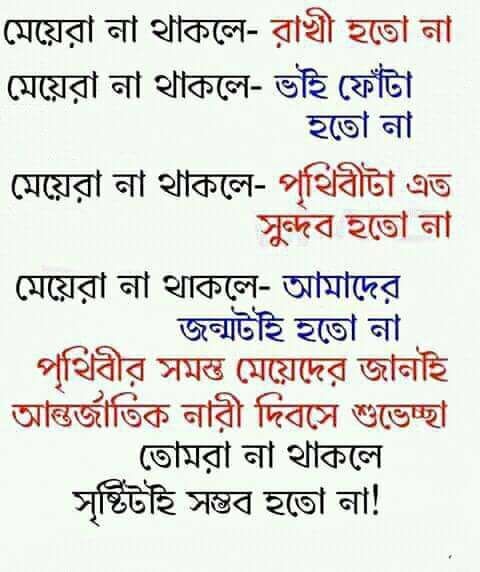 মেয়েরা না থাকলে- রাখী হতো না
মেয়েরা না থাকলে- ভাই ফোঁটা
হতো না
মেয়েরা না থাকলে- পৃথিবীটা এত
সুন্দব হতো না
মেয়েরা না থাকলে- আমাদের
জন্মটাই হতো না
পৃথিবীর সমস্ত মেয়েদের জানাই
আন্তর্জাতিক নারী দিবসে শুভেচ্ছা
তোমরা না থাকলে
সৃষ্টিটাই সম্ভব হতো না!